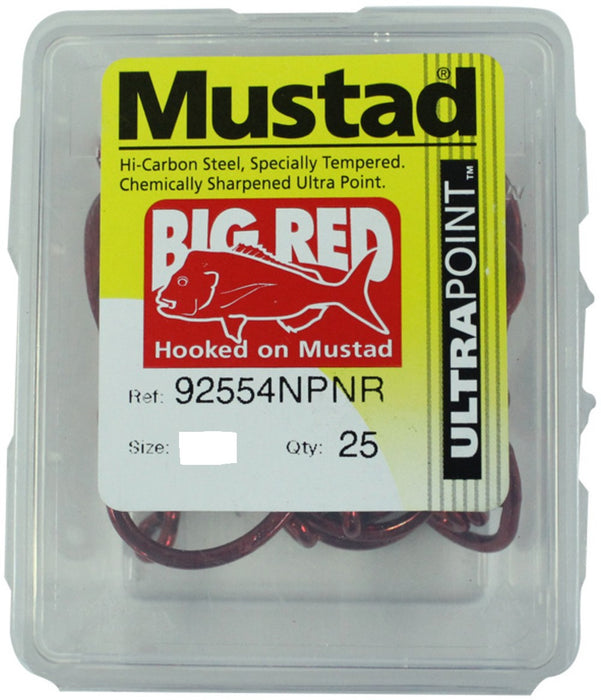 Mustad®
Hi-Carbon Steel, Specially Tempered.
Chemically Sharpened Ultra Point.
BIG RED
Hooked on Mustad
Ref: 92554NPNR
Size: Qty: 25
ULTRAPOINT™